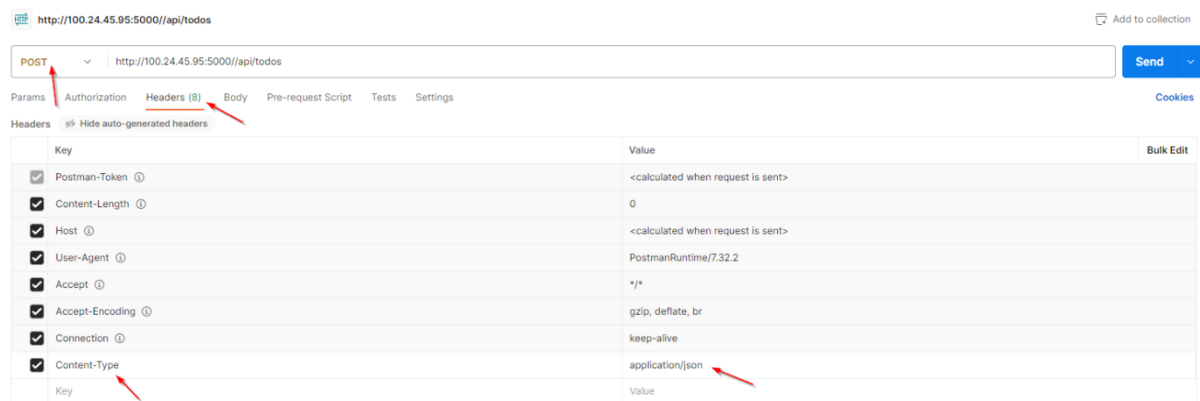 HTTP http://100.24.45.95:5000//api/todos Add to collection
POST http://100.24.45.95:5000//api/todos Send
Params Authorization Headers (8) Body Pre-request Script Tests Settings Cookies
Headers Hide auto-generated headers
Key Value Bulk Edit
Postman-Token <calculated when request is sent>
Content-Length 0
Host <calculated when request is sent>
User-Agent PostmanRuntime/7.32.2
Accept */*
Accept-Encoding gzip, deflate, br
Connection keep-alive
Content-Type application/json
Key Value